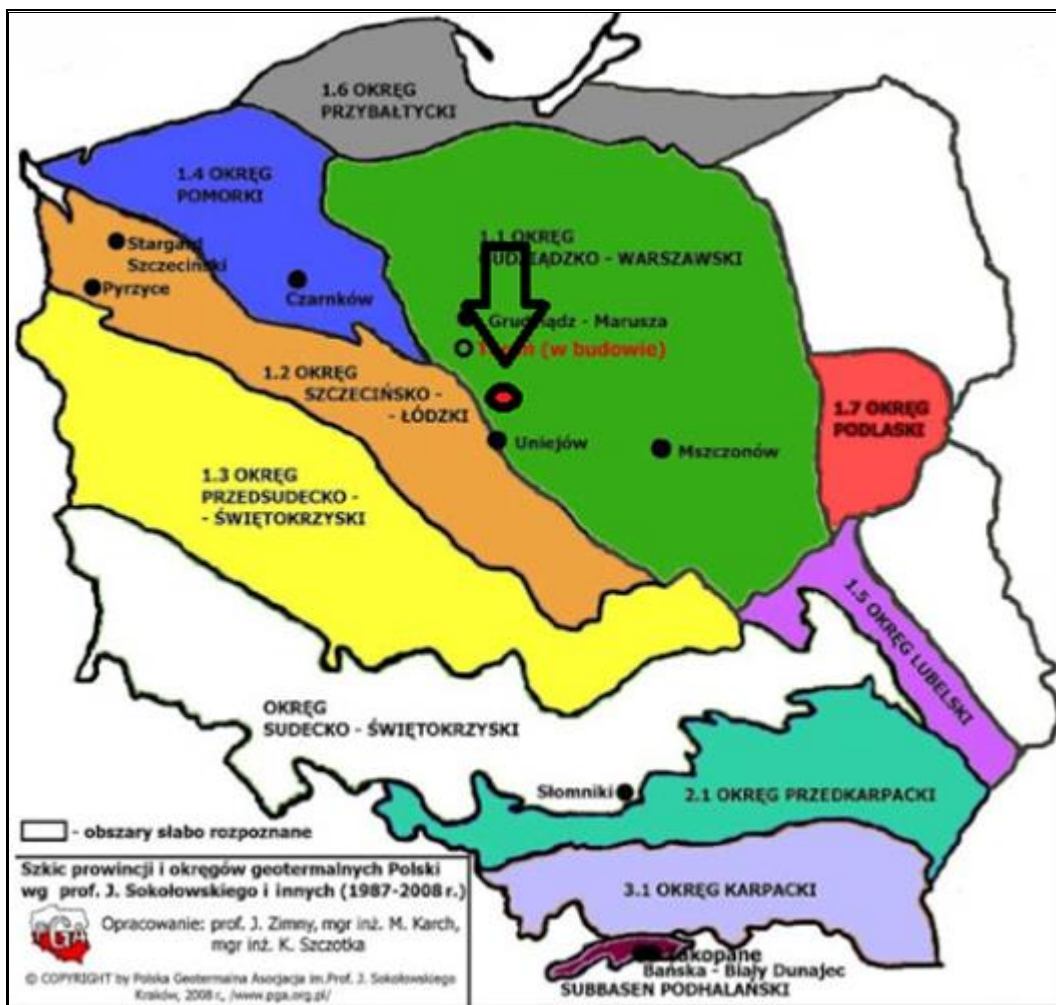 1.6 OKRĘG
PRZYBAŁTYCKI
1.4 OKRĘG
POMORKI
1.1 OKRĘG
- WARSZAWSKI
Stargard
Szczeciński
Pyrzyce
Czarnków
- Marusza
(w budowie)
1.2 OKRĘG
SZCZECIŃSKO -
- ŁÓDZKI
Uniejów
Mszczonów
1.7 OKRĘG
PODLASKI
1.3 OKRĘG
PRZEDSUDECKO -
- ŚWIĘTOKRZYSKI
1.5 OKRĘG LUBELSKI
OKRĘG
SUDECKO - ŚWIĘTOKRZYSKI
Słomniki
2.1 OKRĘG PRZEDKARPACKI
- obszary słabo rozpoznane
3.1 OKRĘG KARPACKI
Szkic prowincji i okręgów geotermalnych Polski
wg prof. J. Sokołowskiego i innych (1987-2008 r.)
PGA
Opracowanie: prof. J. Zimny, mgr inż. M. Karch,
mgr inż. K. Szczotka
© COPYRIGHT by Polska Geotermalna Asocjacja im.Prof. J. Sokołowskiego
Kraków, 2008 r., /www.pga.org.pl/
Zakopane
Bańska - Biały Dunajec
SUBBASEN PODHALAŃSKI